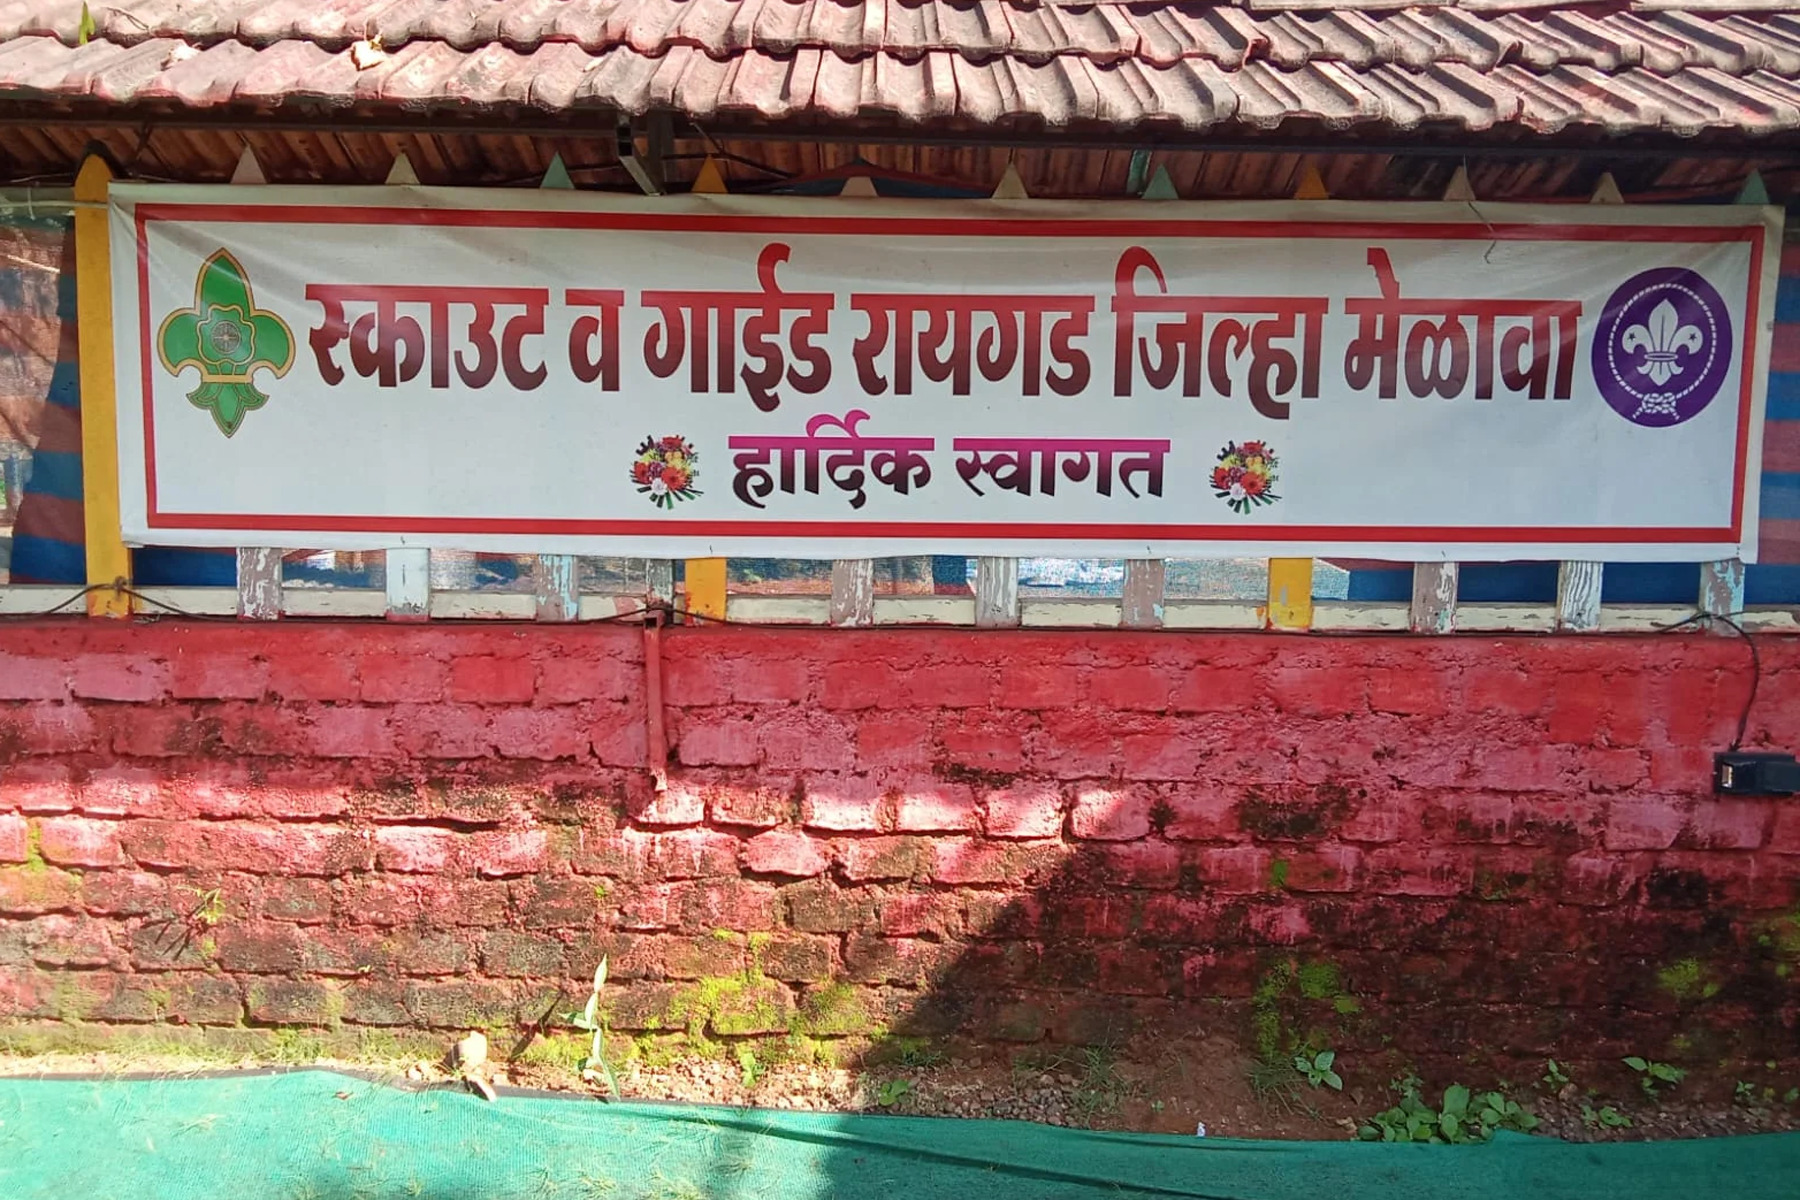 स्काउट व गाईड रायगड जिल्हा मेळावा
हार्दिक स्वागत